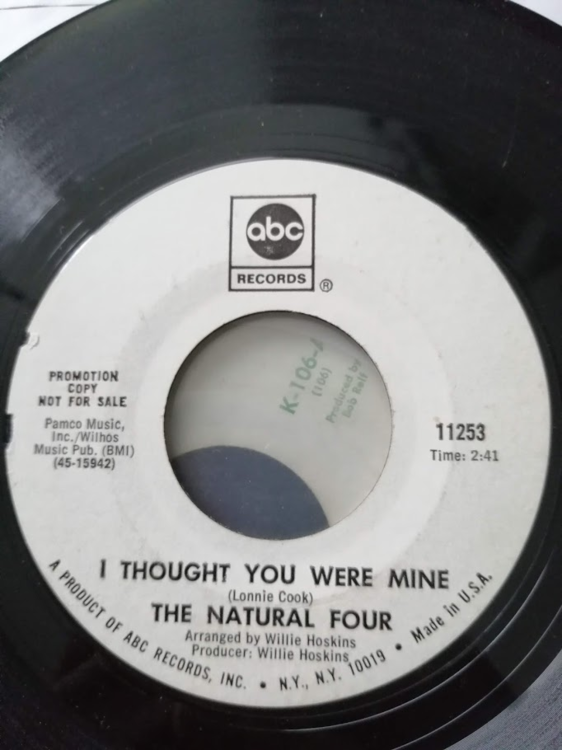 abc
RECORDS
®
PROMOTION
COPY
NOT FOR SALE
Pamco Music,
Inc./Wilhos
Music Pub. (BMI)
(45-15942)
11253
Time: 2:41
K-106-
(106)
Produced by
Bob Relf
I THOUGHT YOU WERE MINE
(Lonnie Cook)
THE NATURAL FOUR
Arranged by Willie Hoskins
Producer: Willie Hoskins
A PRODUCT OF ABC RECORDS, INC. • N.Y., N.Y. 10019 • Made in U.S.A.